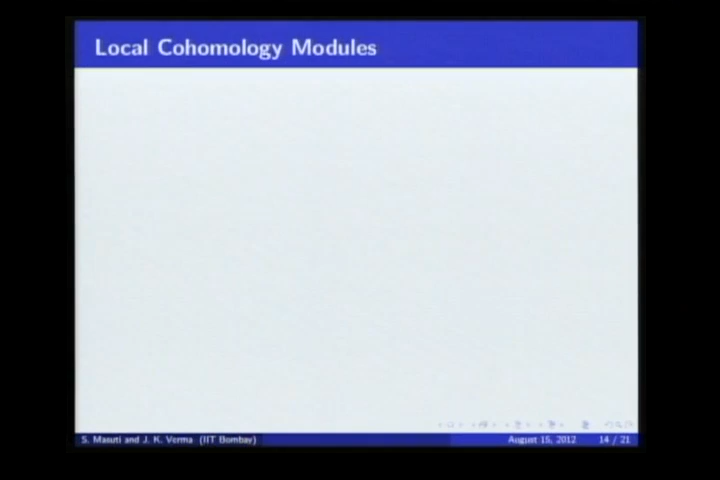 Local Cohomology Modules
S. Masuti and J. K. Verma (IIT Bombay)
August 15, 2012
14 / 21